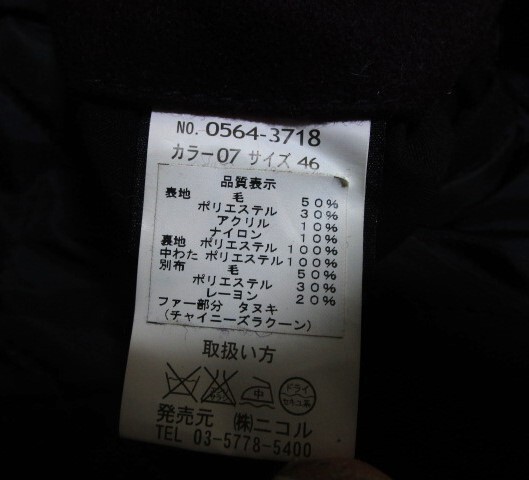 NO. 0564-3718
カラー07 サイズ 46
品質表示
表地 毛 50%
ポリエステル 30%
アクリル 10%
ナイロン 10%
裏地 ポリエステル 100%
中わた ポリエステル 100%
別布 毛 50%
ポリエステル 30%
レーヨン 20%
ファー部分 タヌキ
(チャイニーズラクーン)
取扱い方
中 ドライ
セキユ系
発売元 ㈱ニコル
TEL 03-5778-5400